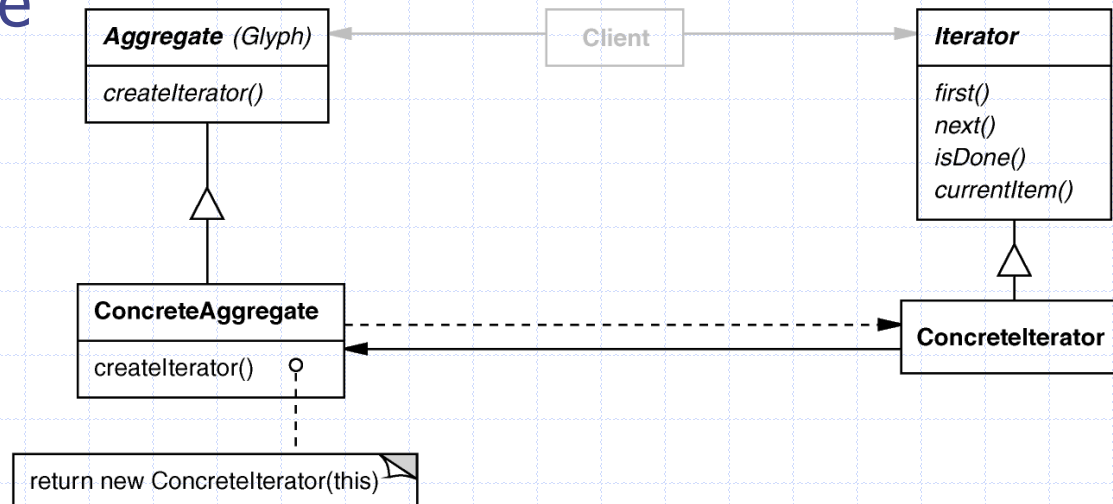 e
Aggregate (Glyph)
createIterator()
Client
Iterator
first()
next()
isDone()
currentItem()
ConcreteAggregate
createIterator()
ConcreteIterator
return new ConcreteIterator(this)